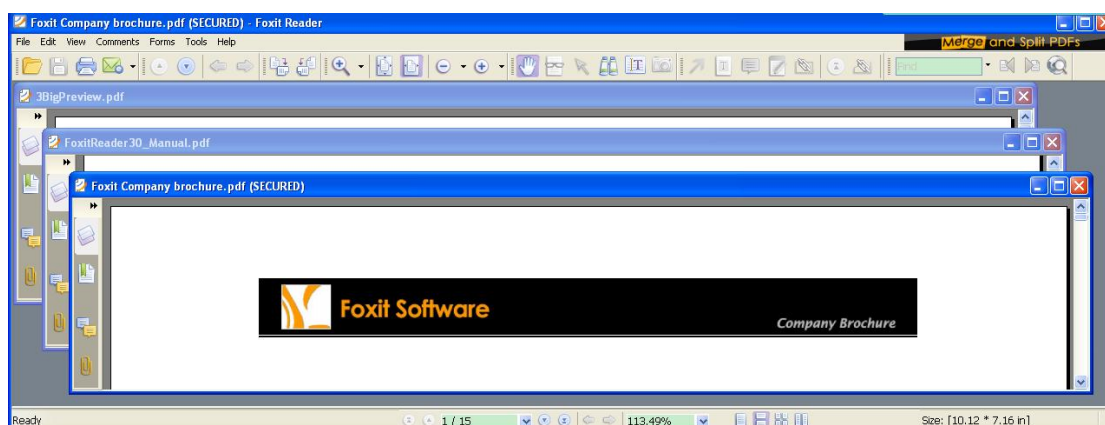 Foxit Company brochure.pdf (SECURED) - Foxit Reader
File Edit View Comments Forms Tools Help
Merge and Split PDFs
Find
3BigPreview.pdf
FoxitReader30_Manual.pdf
Foxit Company brochure.pdf (SECURED)
Foxit Software
Company Brochure
Ready
1 / 15
113.49%
Size: [10.12 * 7.16 in]